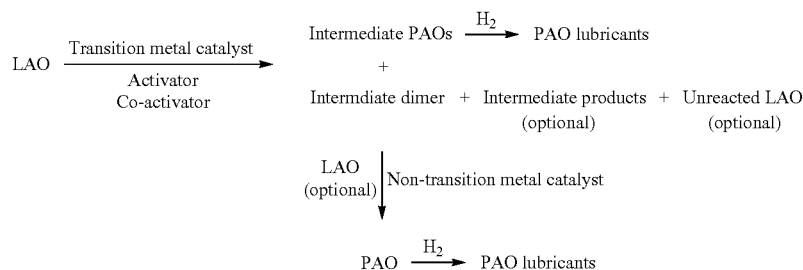 LAO
Transition metal catalyst
Activator
Co-activator
Intermediate PAOs H₂ PAO lubricants
+
Intermdiate dimer + Intermediate products + Unreacted LAO
(optional) (optional)
LAO
(optional)
Non-transition metal catalyst
PAO H₂ PAO lubricants